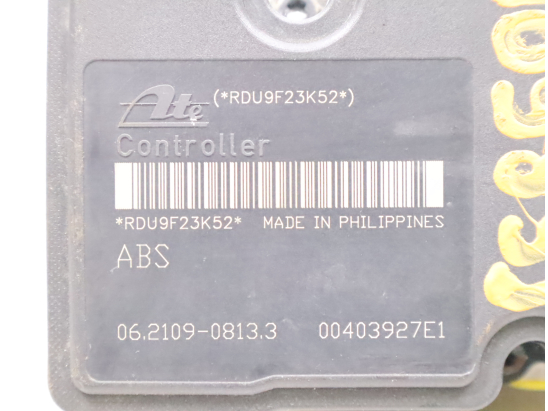 Ate (*RDU9F23K52*)
Controller
*RDU9F23K52* MADE IN PHILIPPINES
ABS
06.2109-0813.3 00403927E1